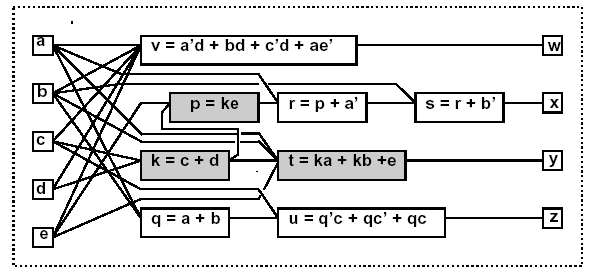 a v = a'd + bd + c'd + ae' w
b p = ke r = p + a' s = r + b' x
c k = c + d t = ka + kb +e y
d q = a + b u = q'c + qc' + qc z
e